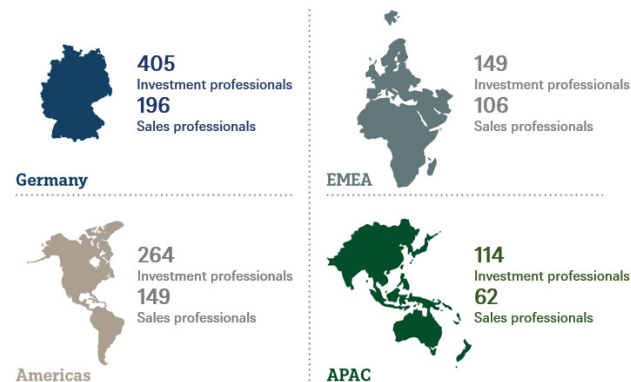 405
Investment professionals
196
Sales professionals
Germany
149
Investment professionals
106
Sales professionals
EMEA
264
Investment professionals
149
Sales professionals
Americas
114
Investment professionals
62
Sales professionals
APAC